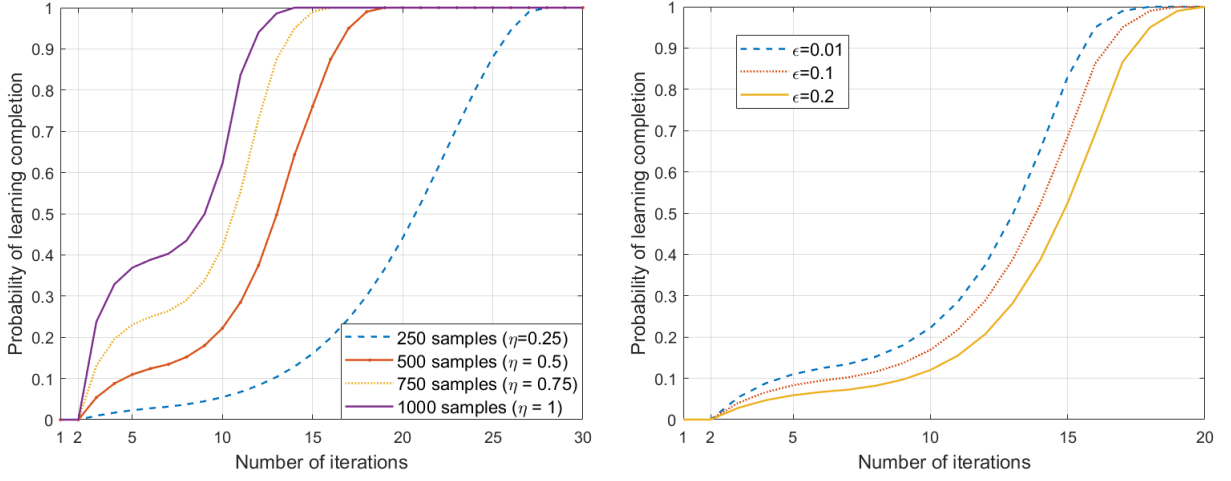 1
0.9
0.8
0.7
0.6
0.5
0.4
0.3
0.2
0.1
0
1 2 5 10 15 20 25 30
Number of iterations
Probability of learning completion
250 samples (η=0.25)
500 samples (η = 0.5)
750 samples (η = 0.75)
1000 samples (η = 1)
1
0.9
0.8
0.7
0.6
0.5
0.4
0.3
0.2
0.1
0
1 2 5 10 15 20
Number of iterations
Probability of learning completion
ϵ=0.01
ϵ=0.1
ϵ=0.2